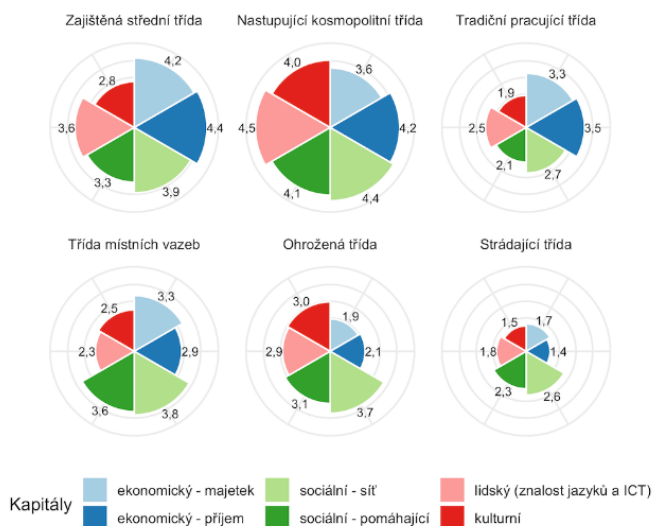 Zajištěná střední třída
Nastupující kosmopolitní třída
Tradiční pracující třída
2,8
4,2
4,4
3,9
3,3
3,6
4,0
3,6
4,2
4,4
4,1
4,5
1,9
3,3
3,5
2,7
2,1
2,5
Třída místních vazeb
Ohrožená třída
Strádající třída
2,5
3,3
2,9
3,8
3,6
2,3
3,0
1,9
2,1
3,7
3,1
2,9
1,5
1,7
1,4
2,6
2,3
1,8
Kapitály
ekonomický - majetek
ekonomický - příjem
sociální - síť
sociální - pomáhající
lidský (znalost jazyků a ICT)
kulturní